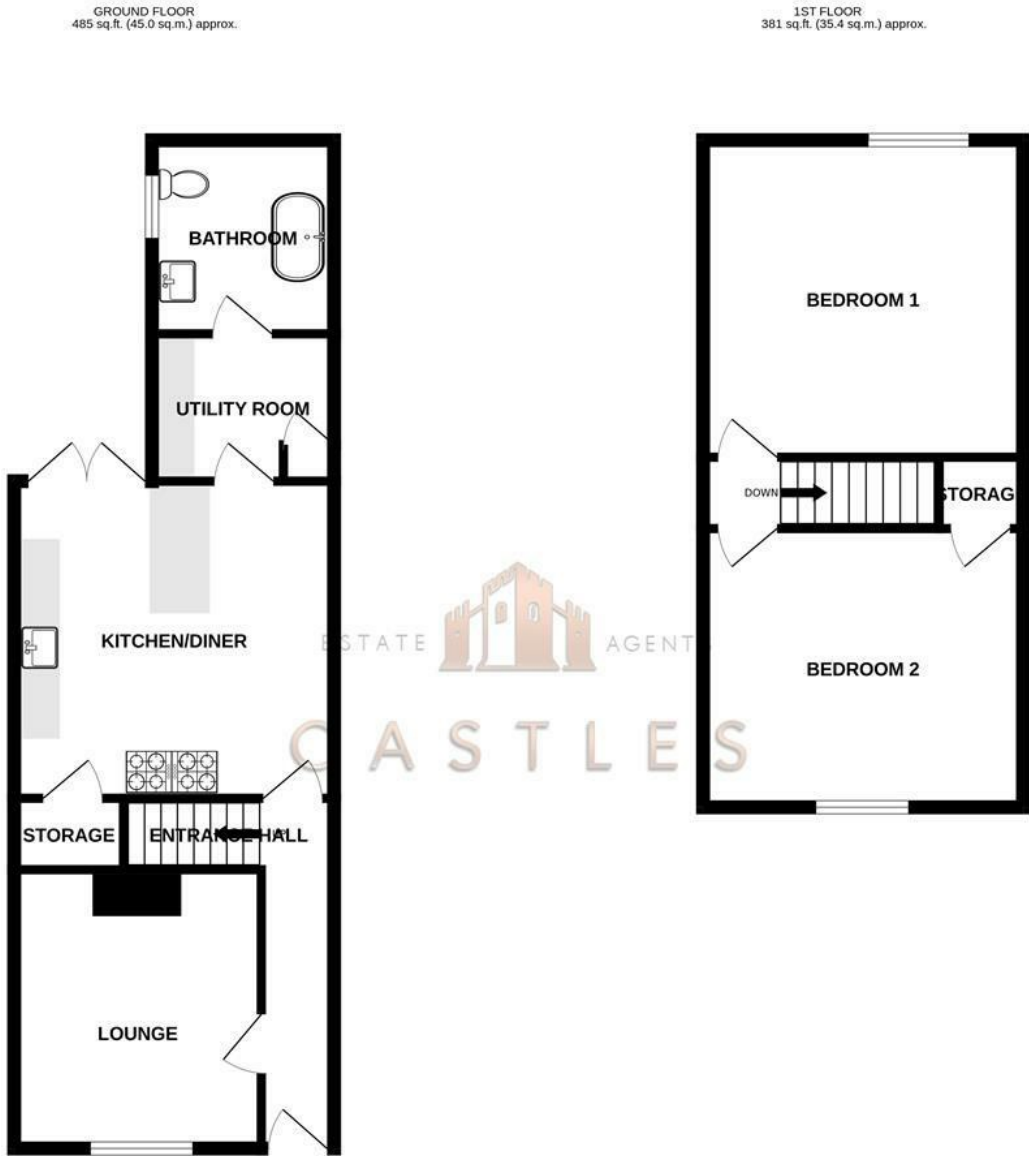 GROUND FLOOR
485 sq.ft. (45.0 sq.m.) approx.
1ST FLOOR
381 sq.ft. (35.4 sq.m.) approx.
BATHROOM
UTILITY ROOM
KITCHEN/DINER
STORAGE
ENTRANCE HALL
LOUNGE
BEDROOM 1
DOWN
STORAG
BEDROOM 2
ESTATE AGENTS
CASTLES